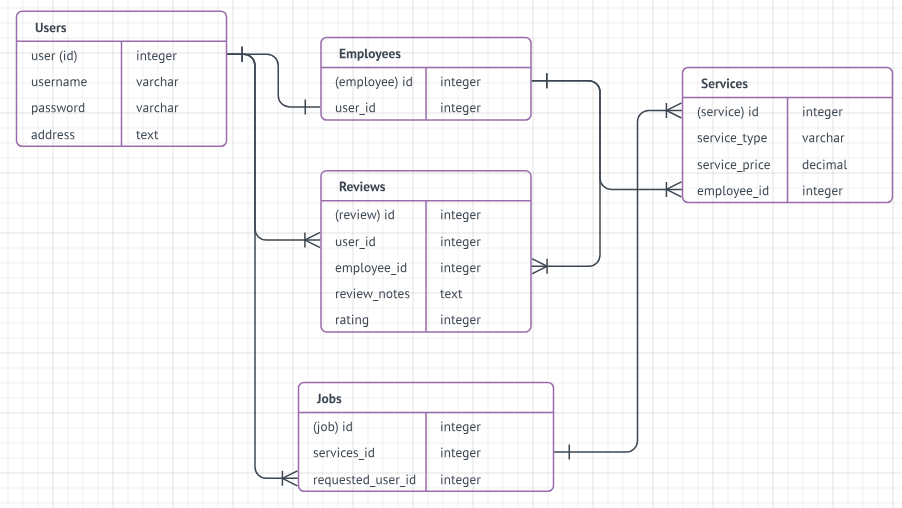 Users
user (id) integer
username varchar
password varchar
address text
Employees
(employee) id integer
user_id integer
Services
(service) id integer
service_type varchar
service_price decimal
employee_id integer
Reviews
(review) id integer
user_id integer
employee_id integer
review_notes text
rating integer
Jobs
(job) id integer
services_id integer
requested_user_id integer